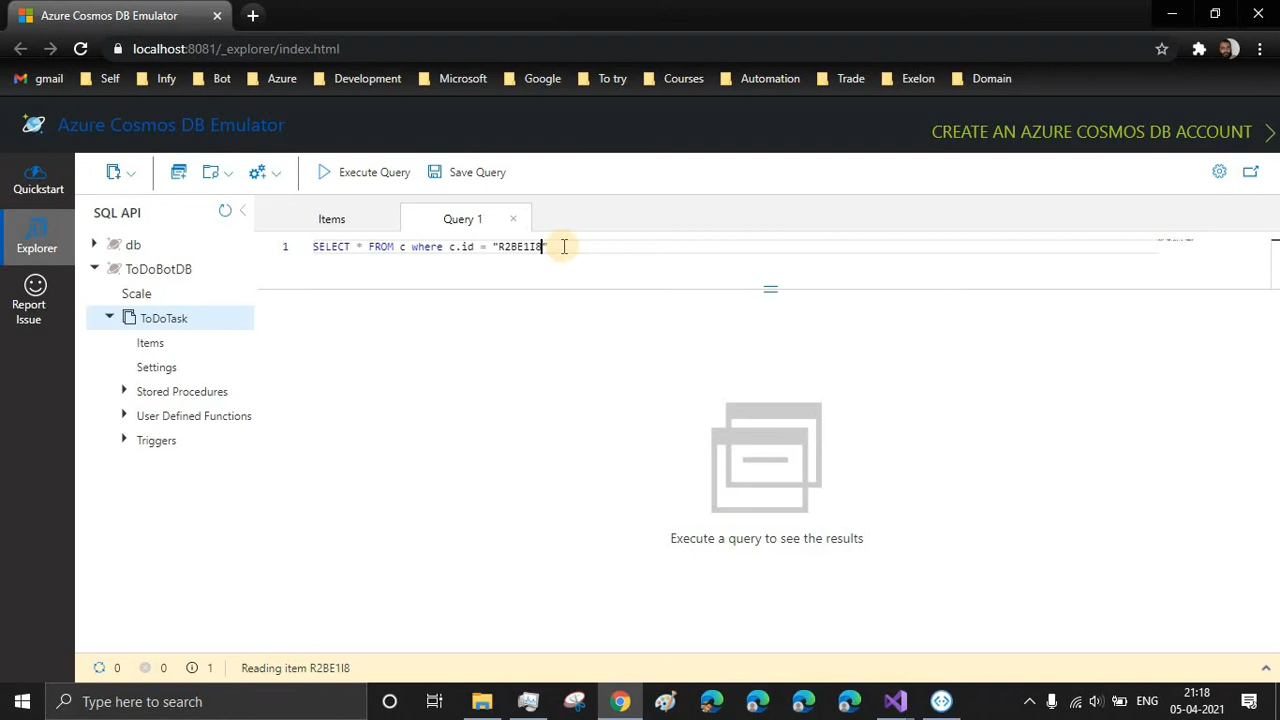 Azure Cosmos DB Emulator
localhost:8081/_explorer/index.html
gmail Self Infy Bot Azure Development Microsoft Google To try Courses Automation Trade Exelon Domain
Azure Cosmos DB Emulator
CREATE AN AZURE COSMOS DB ACCOUNT
Execute Query Save Query
Quickstart
Explorer
Report
Issue
SQL API
db
ToDoBotDB
Scale
ToDoTask
Items
Settings
Stored Procedures
User Defined Functions
Triggers
Items Query 1
1 SELECT * FROM c where c.id = "R2BE1I8"
Execute a query to see the results
0 0 1 Reading item R2BE1I8
Type here to search
ENG
21:18
05-04-2021